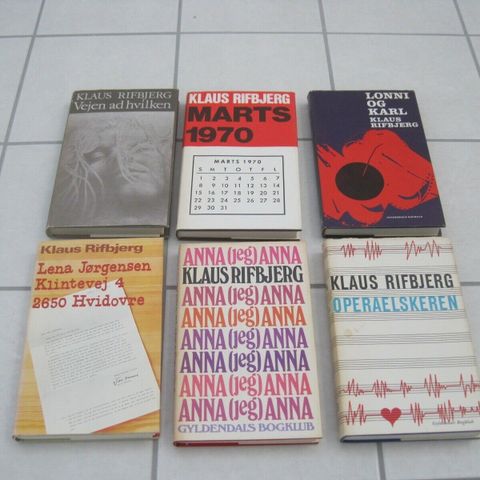 KLAUS RIFBJERG
Vejen ad hvilken
KLAUS RIFBJERG
MARTS
1970
MARTS 1970
S M T O T F L
1 2 3 4 5 6 7
8 9 10 11 12 13 14
15 16 17 18 19 20 21
22 23 24 25 26 27 28
29 30 31
LONNI
OG
KARL
KLAUS
RIFBJERG
Klaus Rifbjerg
Lena Jørgensen
Klintevej 4
2650 Hvidovre
ANNA (jeg) ANNA
KLAUS RIFBJERG
ANNA (jeg) ANNA
ANNA (jeg) ANNA
ANNA (jeg) ANNA
ANNA (jeg) ANNA
ANNA (jeg) ANNA
ANNA (jeg) ANNA
GYLDENDALS BOGKLUB
KLAUS RIFBJERG
OPERAELSKEREN
Gyldendals Bogklub